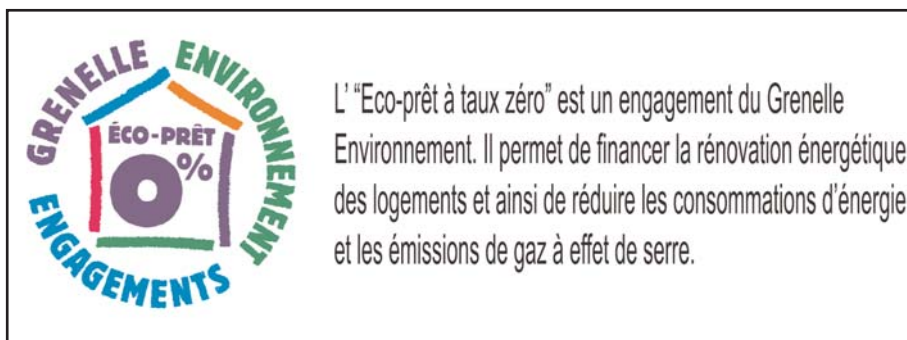 GRENELLE ENVIRONNEMENT
ENGAGEMENTS
ÉCO-PRÊT
0%
L' “Eco-prêt à taux zéro” est un engagement du Grenelle
Environnement. Il permet de financer la rénovation énergétique
des logements et ainsi de réduire les consommations d’énergie
et les émissions de gaz à effet de serre.